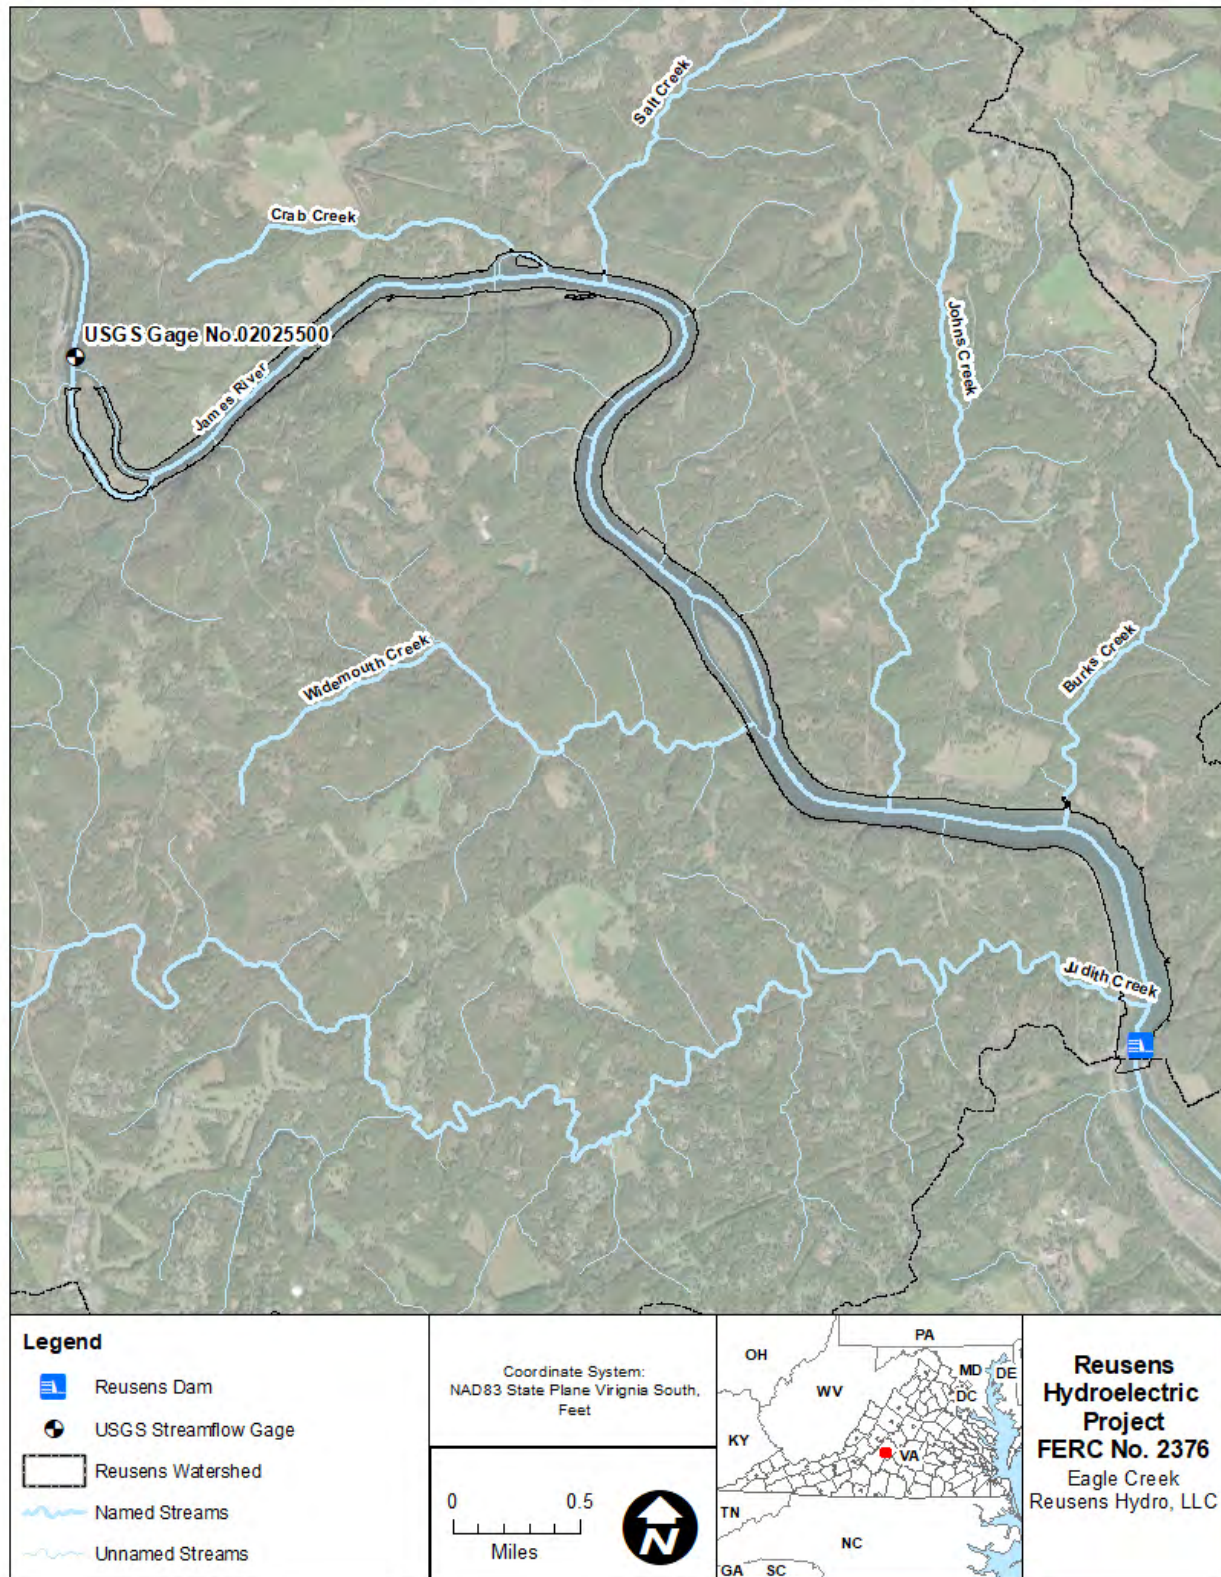 Salt Creek
Crab Creek
USGS Gage No.02025500
James River
Johns Creek
Widemouth Creek
Burks Creek
Judith Creek
Legend
Reusens Dam
USGS Streamflow Gage
Reusens Watershed
Named Streams
Unnamed Streams
Coordinate System:
NAD83 State Plane Virignia South,
Feet
0 0.5
Miles
N
PA
OH
MD
DE
WV
DC
KY
VA
TN
NC
GA
SC
Reusens
Hydroelectric
Project
FERC No. 2376
Eagle Creek
Reusens Hydro, LLC